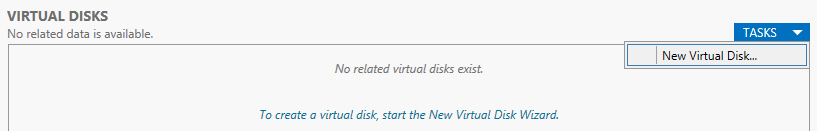 VIRTUAL DISKS
No related data is available.
TASKS
New Virtual Disk...
No related virtual disks exist.
To create a virtual disk, start the New Virtual Disk Wizard.